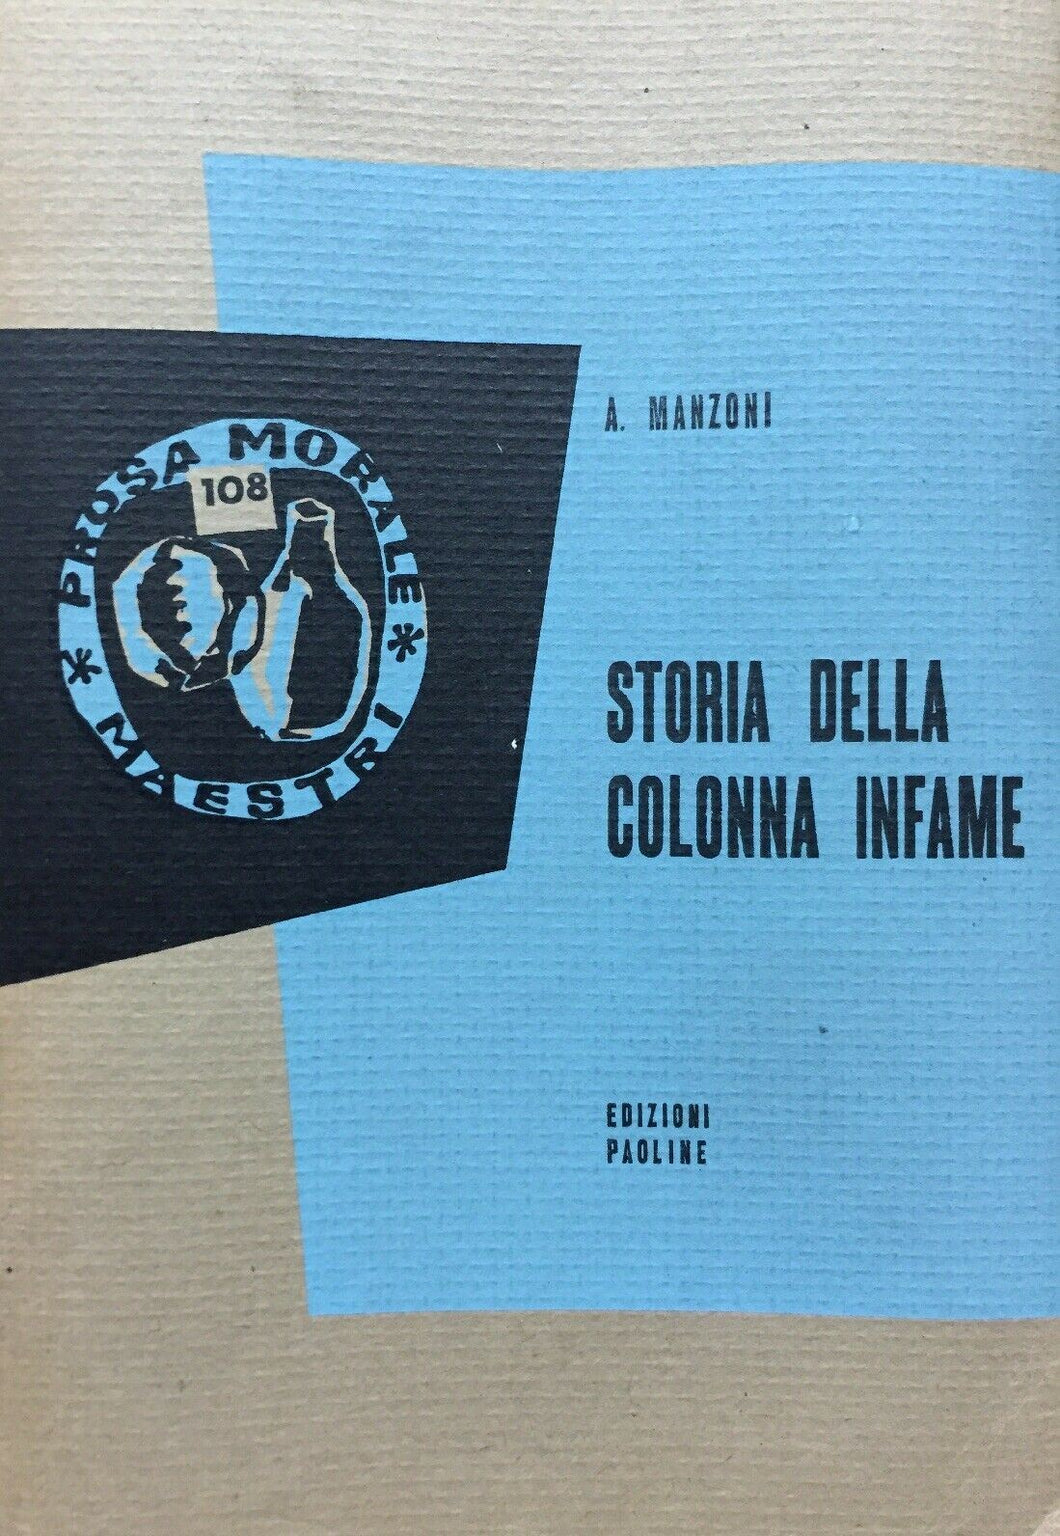 A. MANZONI
PROSA MORALE
108
* MAESTRI *
STORIA DELLA
COLONNA INFAME
EDIZIONI
PAOLINE